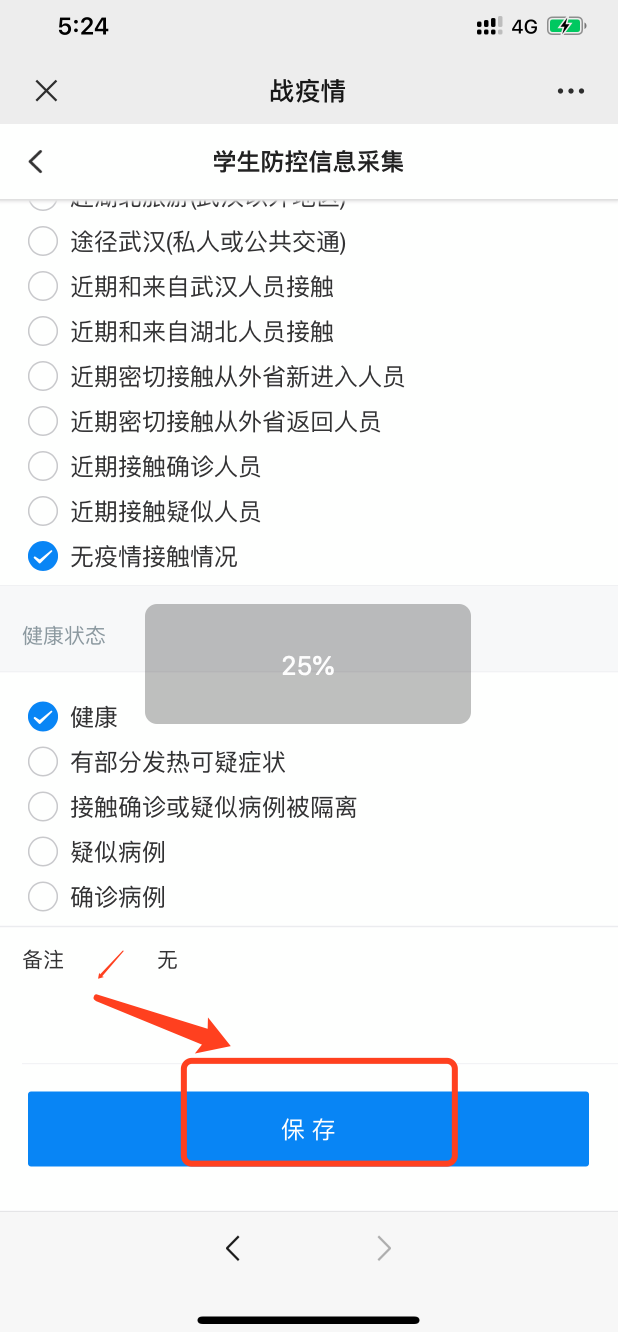 5:24
4G
战疫情
学生防控信息采集
途径武汉(私人或公共交通)
近期和来自武汉人员接触
近期和来自湖北人员接触
近期密切接触从外省新进入人员
近期密切接触从外省返回人员
近期接触确诊人员
近期接触疑似人员
无疫情接触情况
健康状态
25%
健康
有部分发热可疑症状
接触确诊或疑似病例被隔离
疑似病例
确诊病例
备注 无
保存